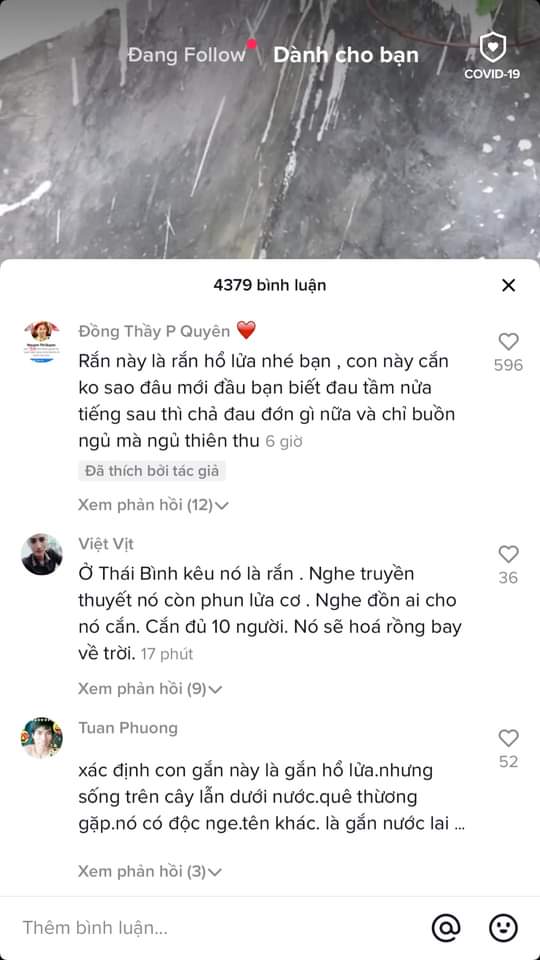 Đang Follow Dành cho bạn
COVID-19
4379 bình luận
Đồng Thầy P Quyên ❤️
Rắn này là rắn hổ lửa nhé bạn , con này cắn
ko sao đâu mới đầu bạn biết đau tầm nửa
tiếng sau thì chả đau đớn gì nữa và chỉ buồn
ngủ mà ngủ thiên thu 6 giờ
596
Đã thích bởi tác giả
Xem phản hồi (12)
Việt Vịt
Ở Thái Bình kêu nó là rắn . Nghe truyền
thuyết nó còn phun lửa cơ . Nghe đồn ai cho
nó cắn. Cắn đủ 10 người. Nó sẽ hoá rồng bay
về trời. 17 phút
36
Xem phản hồi (9)
Tuan Phuong
xác định con gắn này là gắn hổ lửa.nhưng
sống trên cây lẫn dưới nước.quê thừơng
gặp.nó có độc nge.tên khác. là gắn nước lai ...
52
Xem phản hồi (3)
Thêm bình luận...